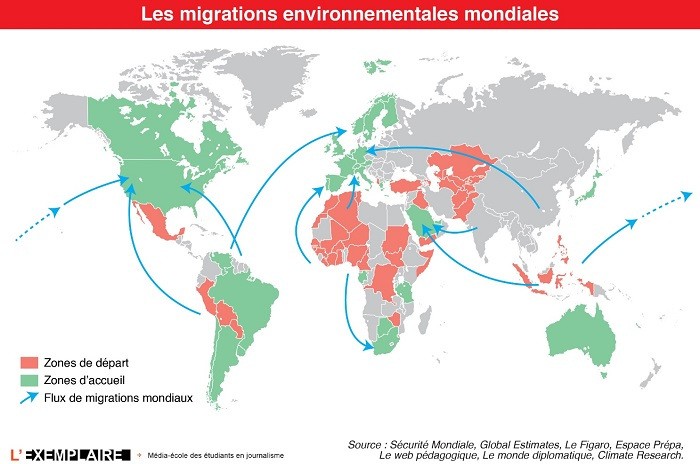 Les migrations environnementales mondiales
Zones de départ
Zones d'accueil
Flux de migrations mondiaux
L'EXEMPLAIRE
Média-école des étudiants en journalisme
Source : Sécurité Mondiale, Global Estimates, Le Figaro, Espace Prépa,
Le web pédagogique, Le monde diplomatique, Climate Research.